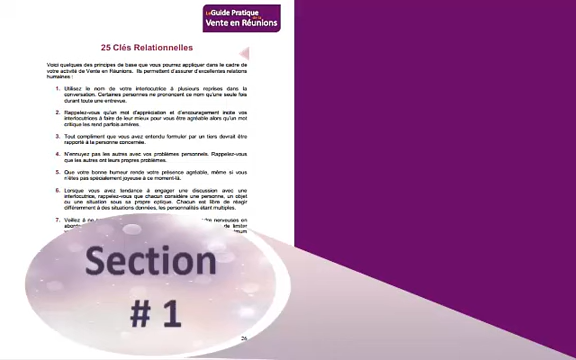 Le Guide Pratique
de la
Vente en Réunions
25 Clés Relationnelles
Voici quelques des principes de base que vous pourrez appliquer dans le cadre de
votre activité de Vente en Réunions. Ils permettent d'assurer d'excellentes relations
humaines :
1. Utilisez le nom de votre interlocutrice à plusieurs reprises dans la
conversation. Certaines personnes ne prononcent ce nom qu'une seule fois
durant toute une entrevue.
2. Rappelez-vous qu'un mot d'appréciation et d'encouragement incite vos
interlocutrices à faire de leur mieux pour vous être agréable alors qu'un mot
critique les rend parfois amères.
3. Tout compliment que vous avez entendu formuler par un tiers devrait être
rapporté à la personne concernée.
4. N'ennuyez pas les autres avec vos problèmes personnels. Rappelez-vous
que les autres ont leurs propres problèmes.
5. Que votre bonne humeur rende votre présence agréable, même si vous
n'êtes pas spécialement joyeuse à ce moment-là.
6. Lorsque vous avez tendance à engager une discussion avec une
interlocutrice, rappelez-vous que chacun considère une personne, un objet
ou une situation sous sa propre optique. Chacun est libre de réagir
différemment à des situations données, les personnalités étant multiples.
7. Veillez à ne nerveuses en
de limiter
Section
# 1
26